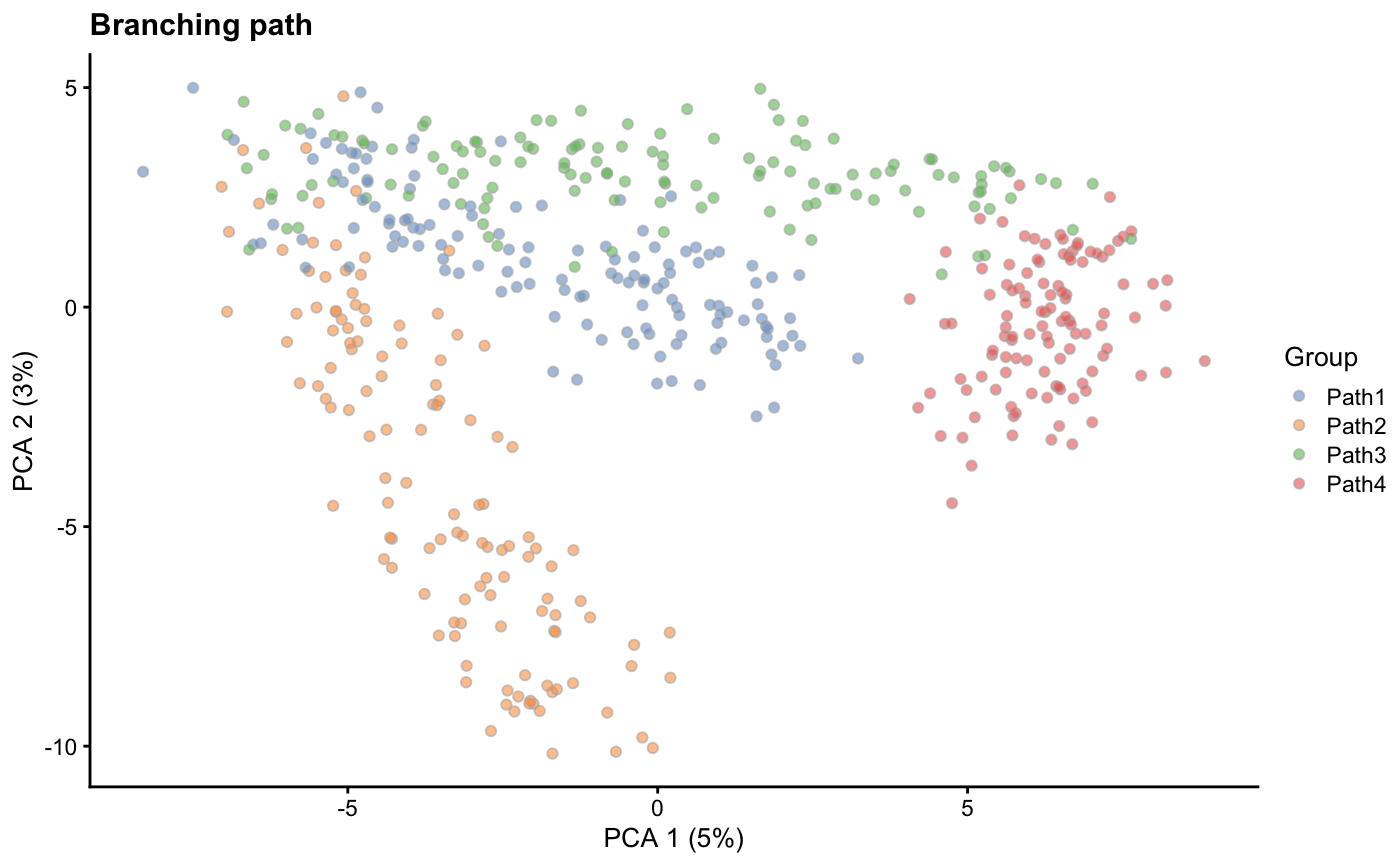 Branching path
5
0
-5
-10
PCA 2 (3%)
-5
0
5
PCA 1 (5%)
Group
Path1
Path2
Path3
Path4